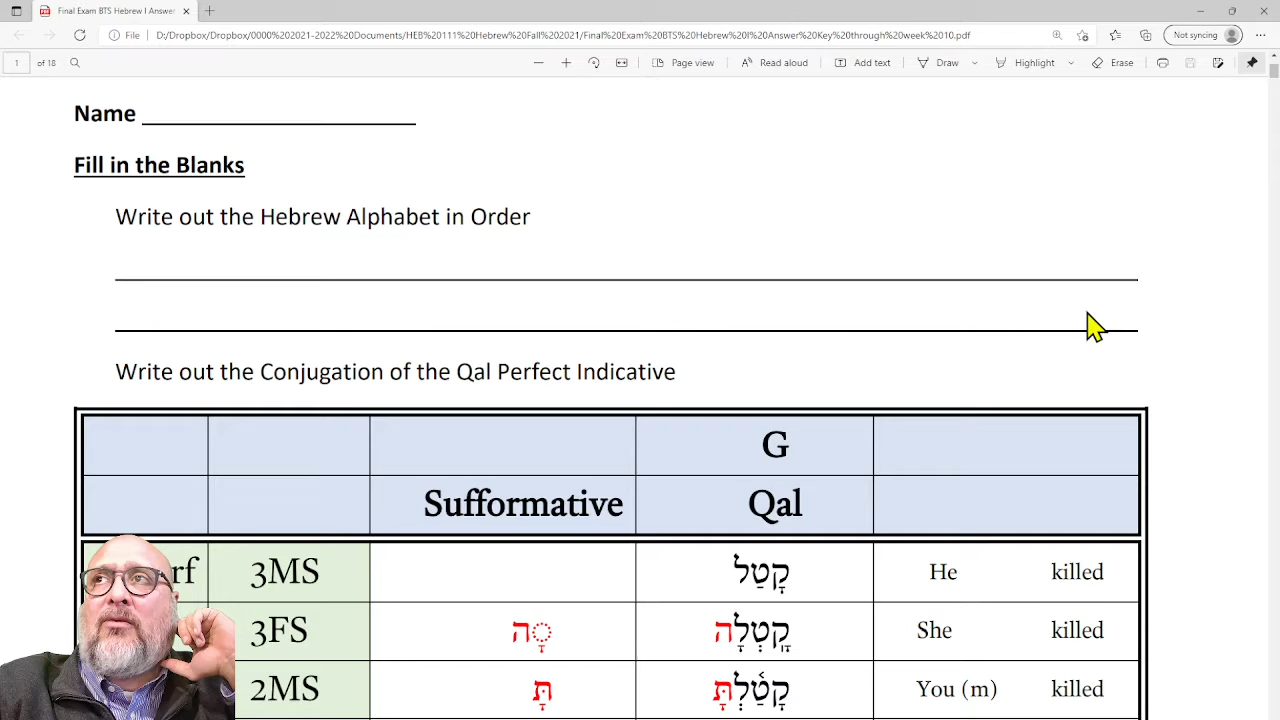 Final Exam BTS Hebrew I Answer
File D:/Dropbox/Dropbox/0000%202021-2022%20Documents/HEB%20111%20Hebrew%20Fall%202021/Final%20Exam%20BTS%20Hebrew%20I%20Answer%20Key%20through%20week%2010.pdf Not syncing
1 of 18 Page view Read aloud Add text Draw Highlight Erase
Name
Fill in the Blanks
Write out the Hebrew Alphabet in Order
Write out the Conjugation of the Qal Perfect Indicative
G
Sufformative Qal
3MS קָטַל He killed
3FS ◌ָה קָֽטְלָה She killed
2MS תָּ קָטַ֫לְתָּ You (m) killed